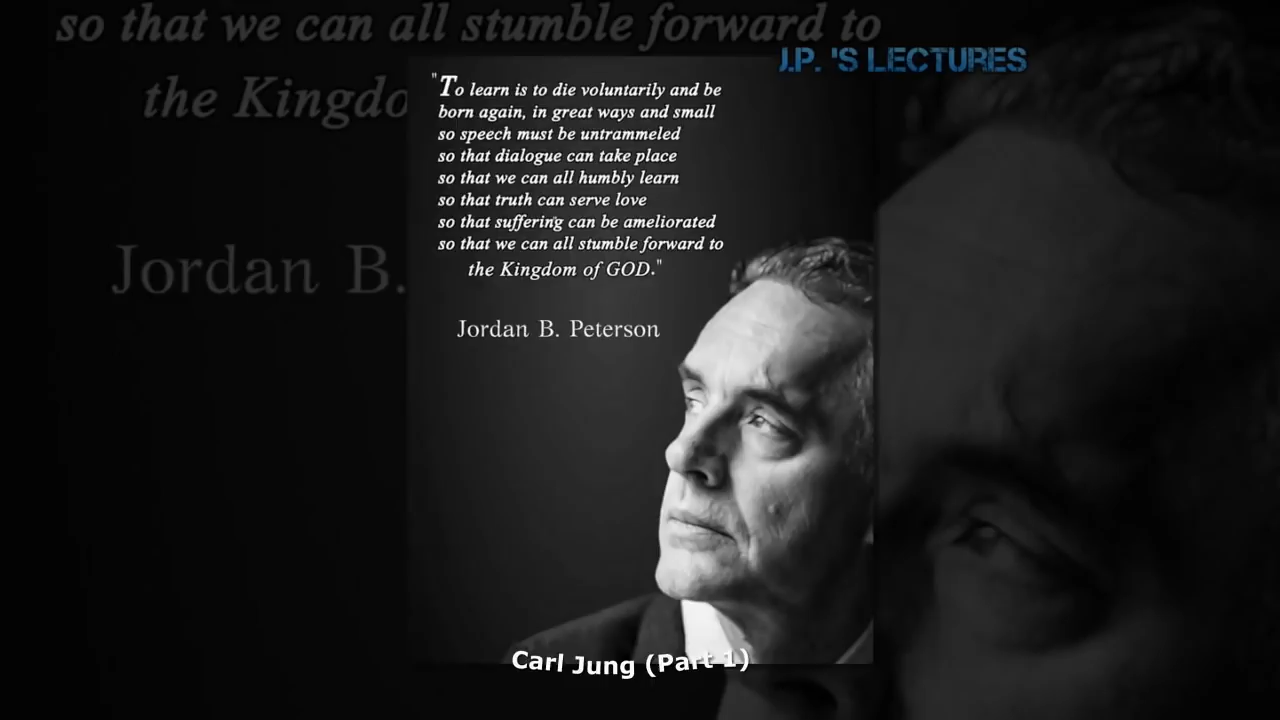 so that we can all stumble forward to
the Kingdo
J.P. 'S LECTURES
"To learn is to die voluntarily and be
born again, in great ways and small
so speech must be untrammeled
so that dialogue can take place
so that we can all humbly learn
so that truth can serve love
so that suffering can be ameliorated
so that we can all stumble forward to
the Kingdom of GOD."
Jordan B.
Jordan B. Peterson
Carl Jung (Part 1)